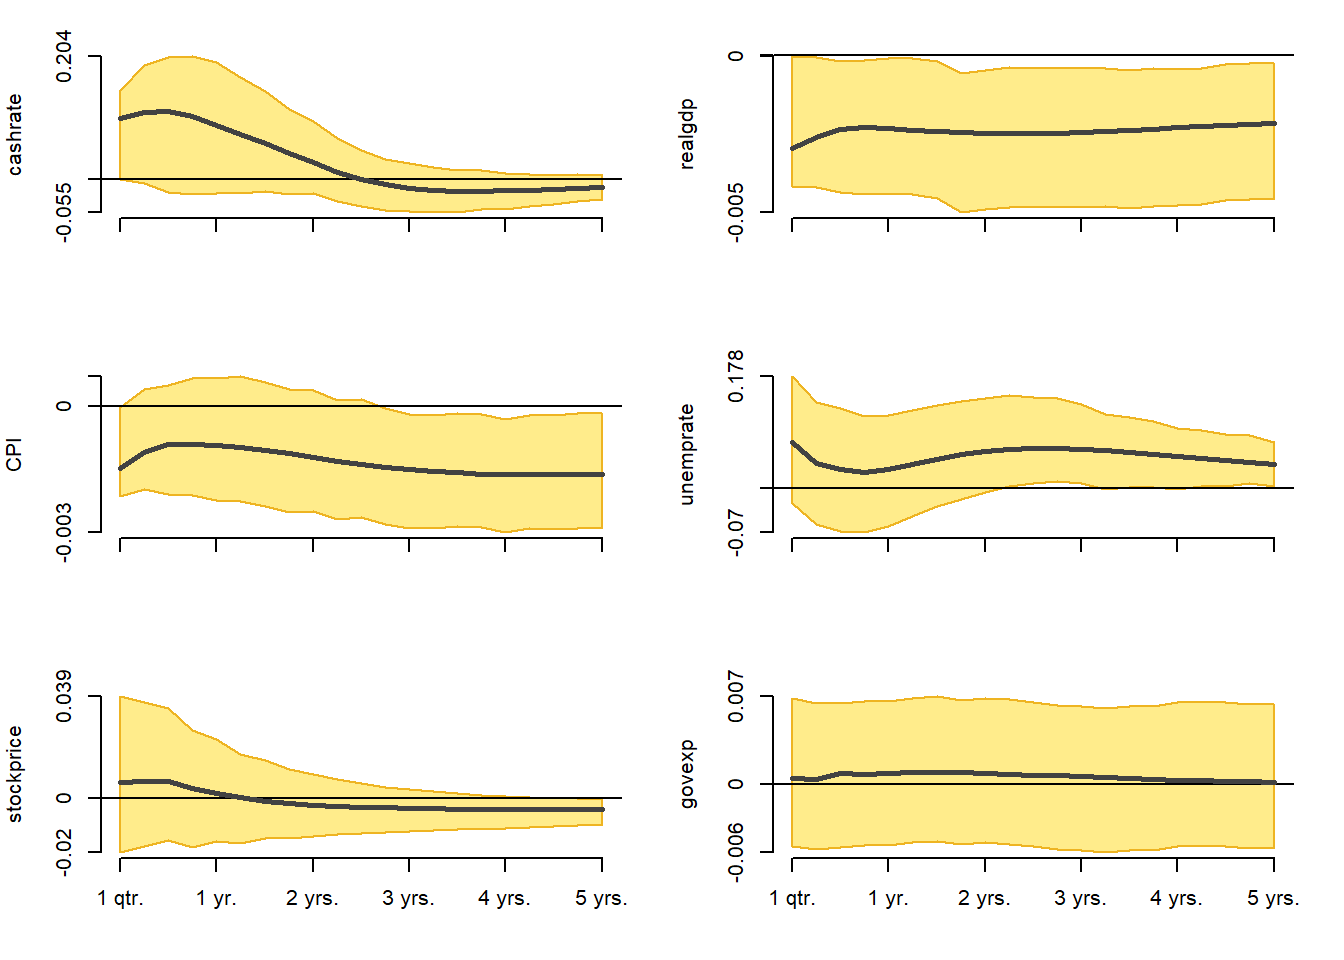 cashrate
0.204
-0.055
realgdp
0
-0.005
CPI
0
-0.003
unemprate
0.178
-0.07
stockprice
0.039
0
-0.02
1 qtr.
1 yr.
2 yrs.
3 yrs.
4 yrs.
5 yrs.
govexp
0.007
0
-0.006
1 qtr.
1 yr.
2 yrs.
3 yrs.
4 yrs.
5 yrs.